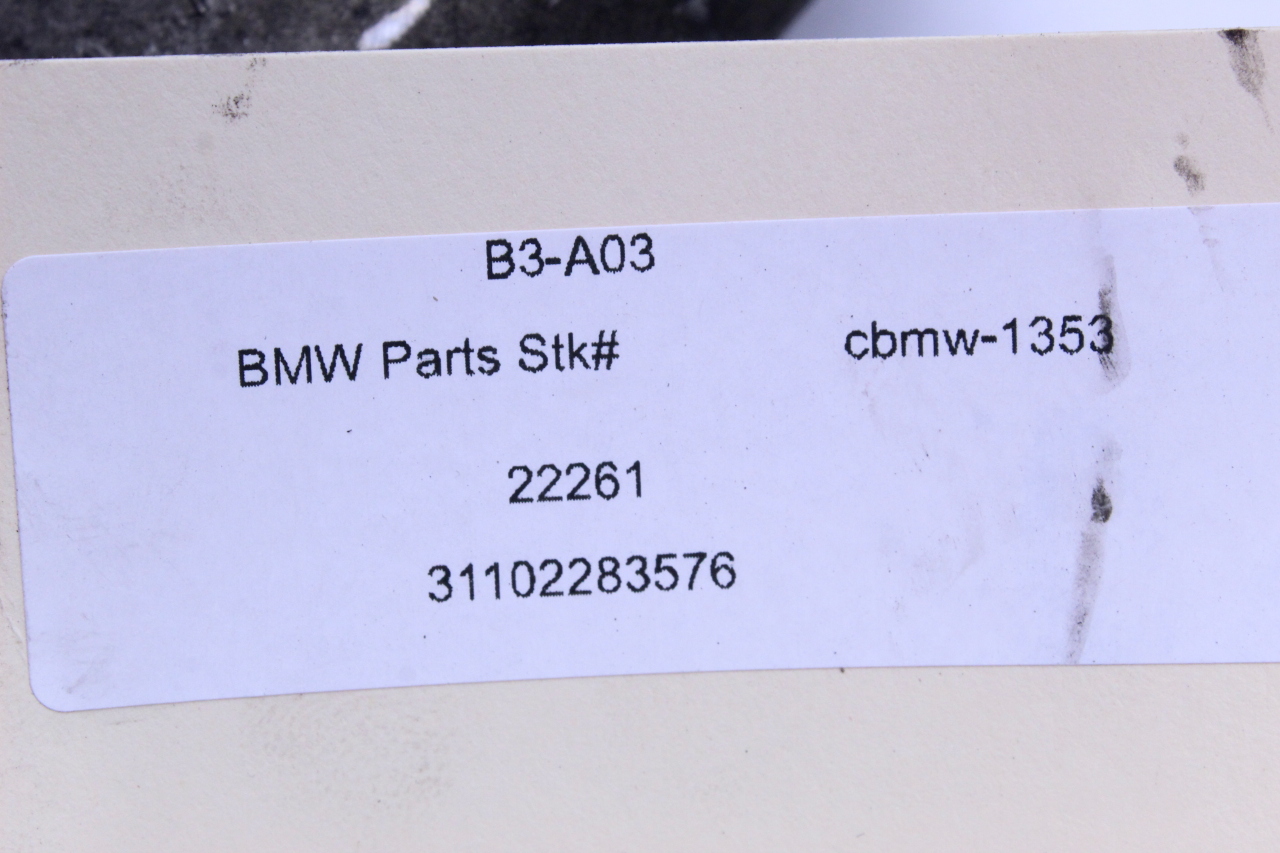 B3-A03
BMW Parts Stk# cbmw-1353
22261
31102283576